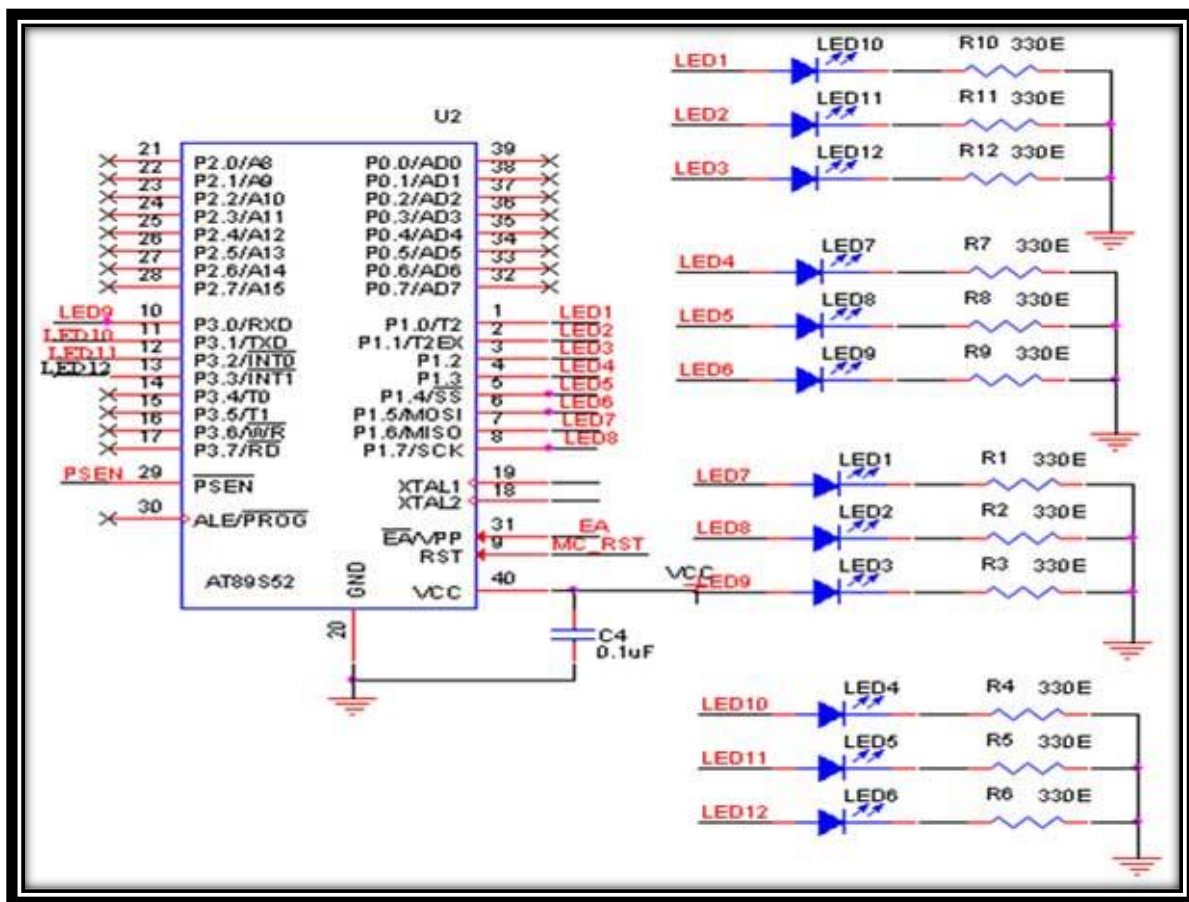 U2
21 P2.0/A8
22 P2.1/A9
23 P2.2/A10
24 P2.3/A11
25 P2.4/A12
26 P2.5/A13
27 P2.6/A14
28 P2.7/A15
LED9 10 P3.0/RXD
LED10 11 P3.1/TXD
LED11 12 P3.2/INT0
LED12 13 P3.3/INT1
14 P3.4/T0
15 P3.5/T1
16 P3.6/WR
17 P3.7/RD
PSEN 29 PSEN
30 ALE/PROG
AT89S52
GND
20
P0.0/AD0 39
P0.1/AD1 38
P0.2/AD2 37
P0.3/AD3 36
P0.4/AD4 35
P0.5/AD5 34
P0.6/AD6 33
P0.7/AD7 32
P1.0/T2 1 LED1
P1.1/T2EX 2 LED2
P1.2 3 LED3
P1.3 4 LED4
P1.4/SS 5 LED5
P1.5/MOSI 6 LED6
P1.6/MISO 7 LED7
P1.7/SCK 8 LED8
XTAL1 19
XTAL2 18
EA/VPP 31 EA
RST 9 MC_RST
VCC 40 VCC
C4
0.1uF
LED1 LED10 R10 330E
LED2 LED11 R11 330E
LED3 LED12 R12 330E
LED4 LED7 R7 330E
LED5 LED8 R8 330E
LED6 LED9 R9 330E
LED7 LED1 R1 330E
LED8 LED2 R2 330E
LED9 LED3 R3 330E
LED10 LED4 R4 330E
LED11 LED5 R5 330E
LED12 LED6 R6 330E